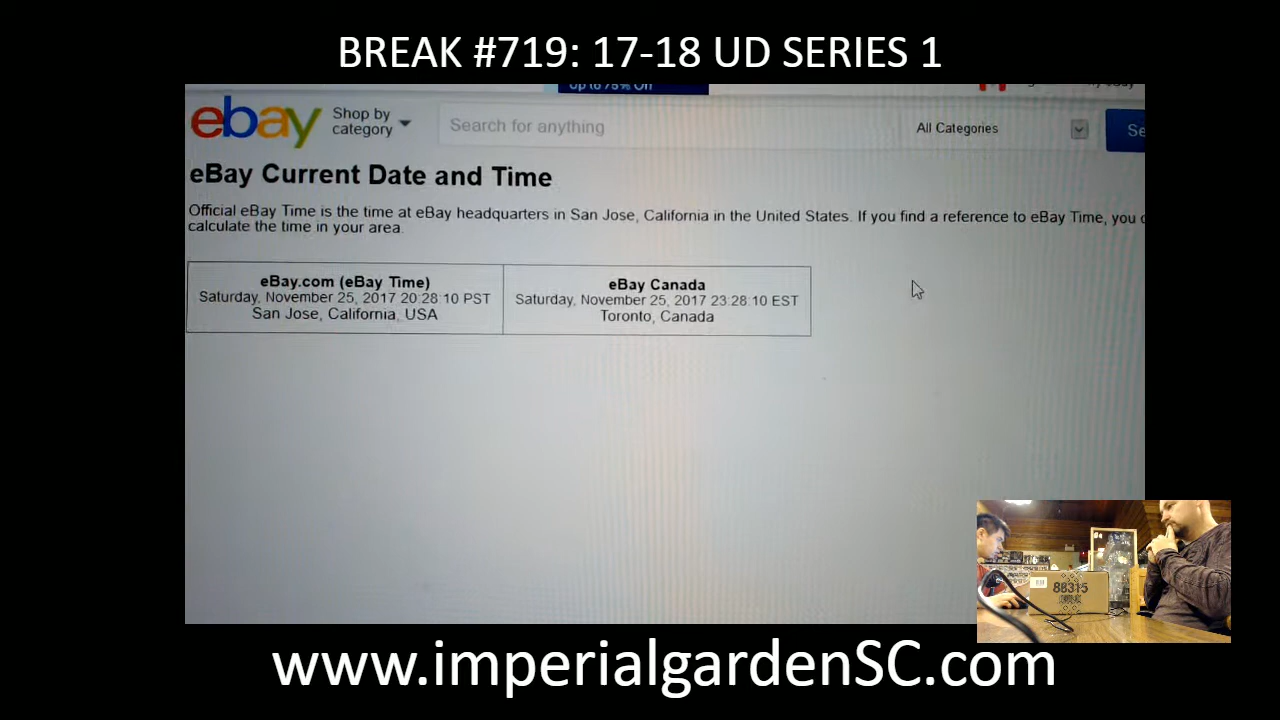 BREAK #719: 17-18 UD SERIES 1
Up to 75% Off
ebay
Shop by
category
Search for anything
All Categories
eBay Current Date and Time
Official eBay Time is the time at eBay headquarters in San Jose, California in the United States. If you find a reference to eBay Time, you
calculate the time in your area.
eBay.com (eBay Time)
Saturday, November 25, 2017 20:28:10 PST
San Jose, California, USA
eBay Canada
Saturday, November 25, 2017 23:28:10 EST
Toronto, Canada
88315
www.imperialgardenSC.com